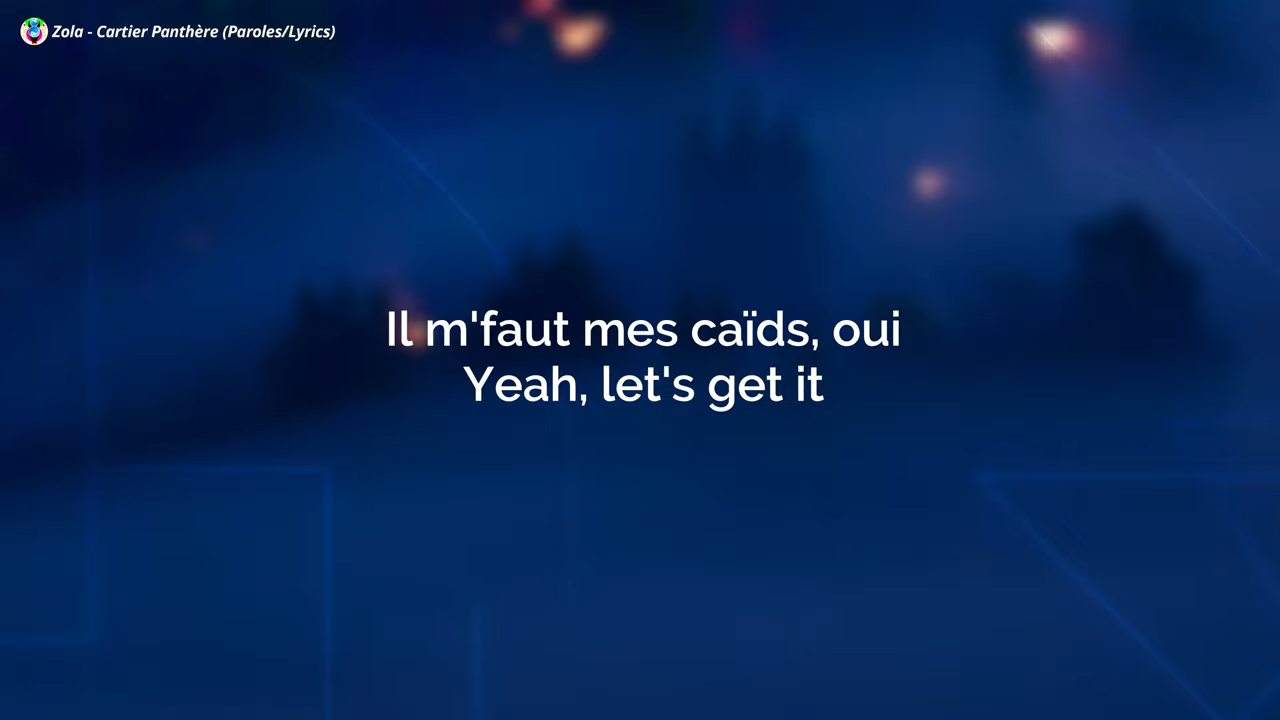 Zola - Cartier Panthère (Paroles/Lyrics)
Il m'faut mes caïds, oui
Yeah, let's get it